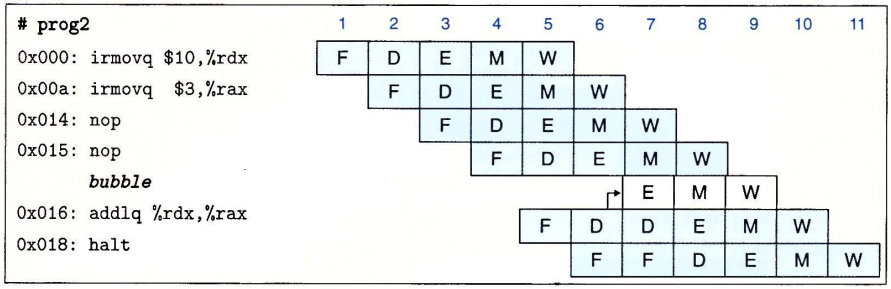 # prog2 1 2 3 4 5 6 7 8 9 10 11
0x000: irmovq $10,%rdx F D E M W
0x00a: irmovq $3,%rax F D E M W
0x014: nop F D E M W
0x015: nop F D E M W
bubble E M W
0x016: addlq %rdx,%rax F D D E M W
0x018: halt F F D E M W